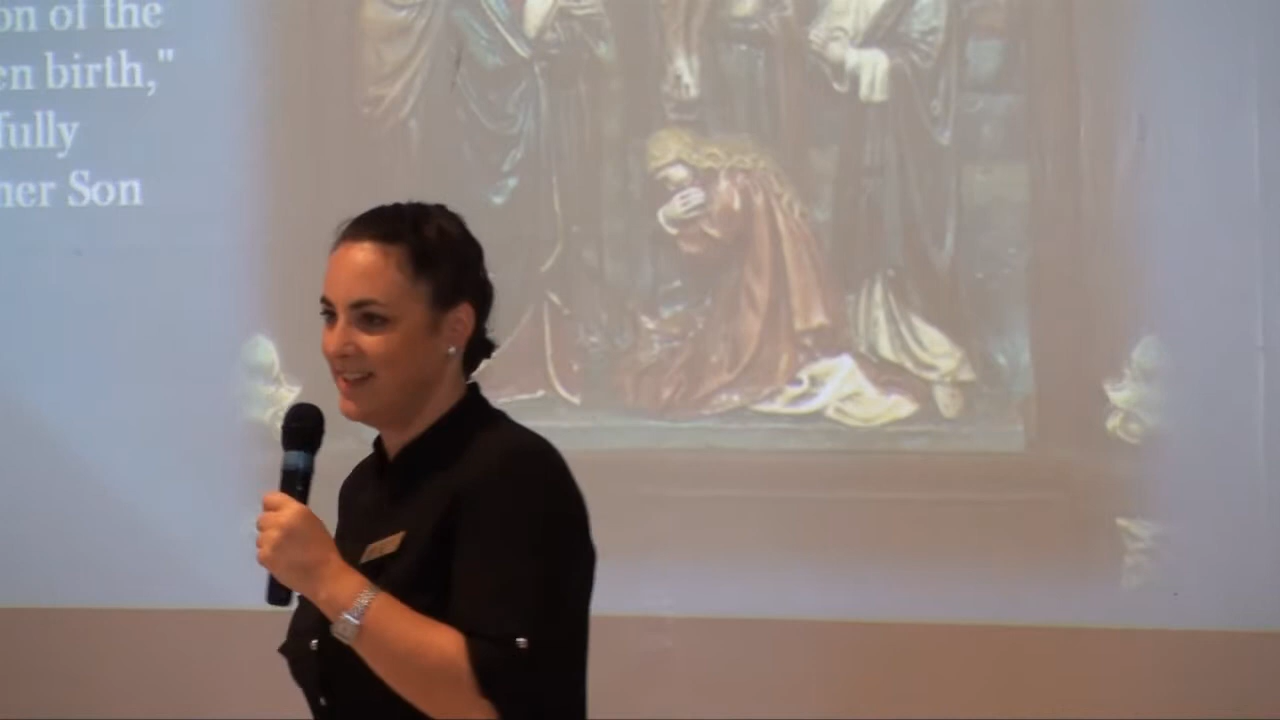 on of the
en birth,"
fully
her Son